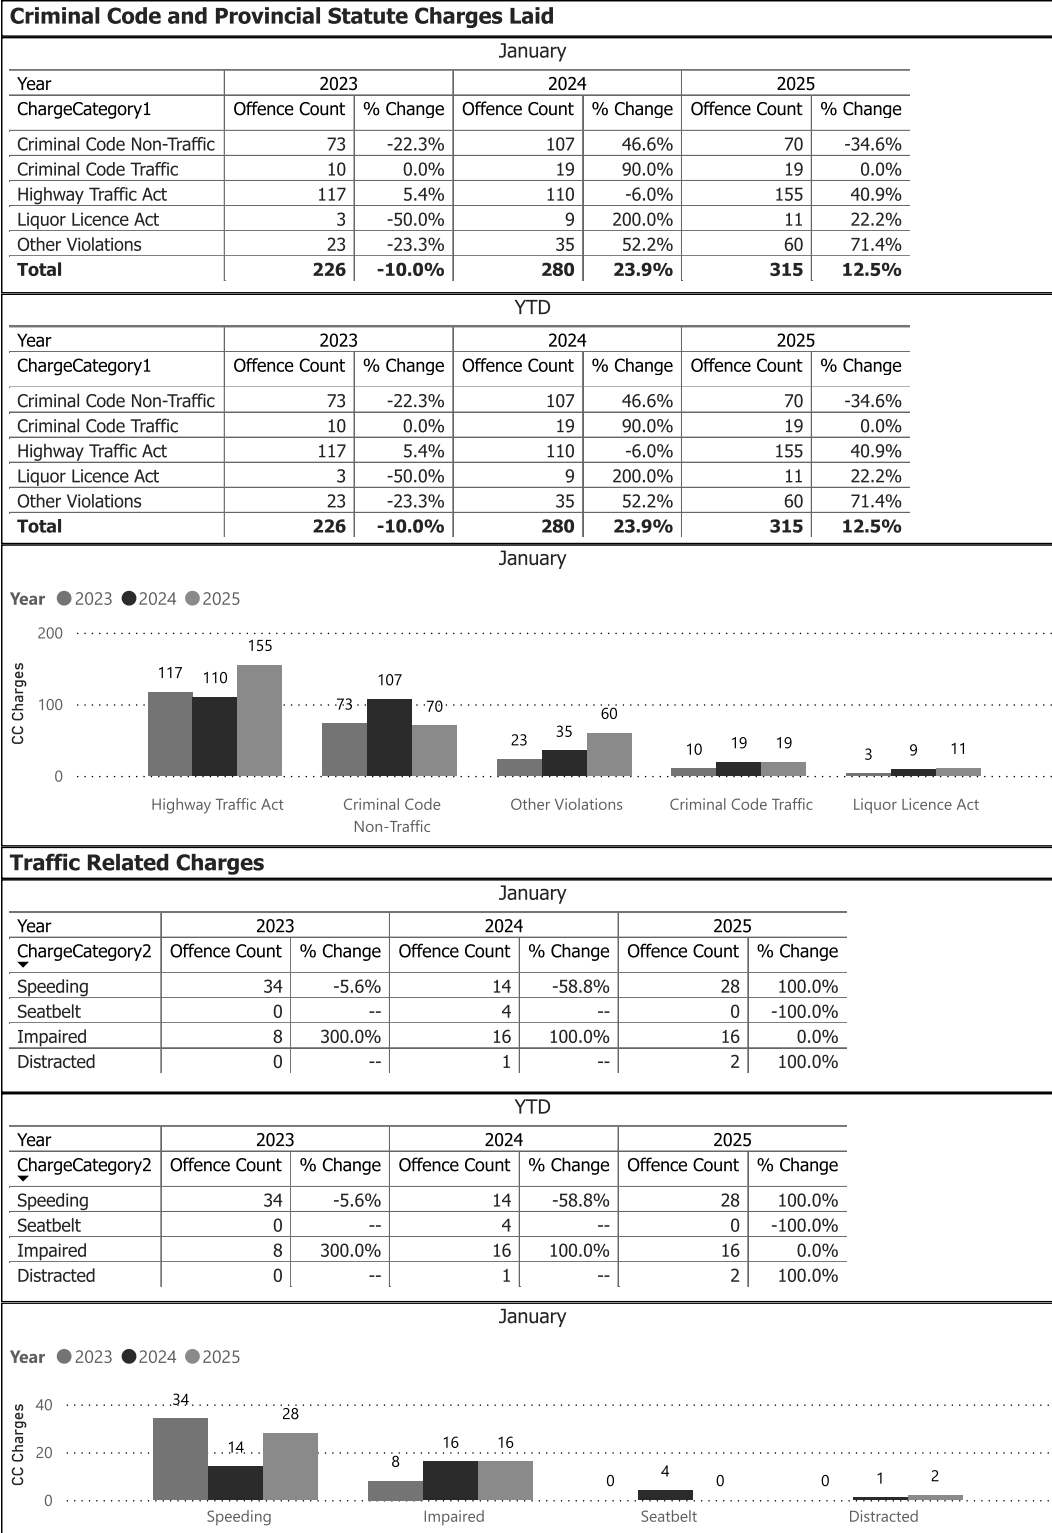 Criminal Code and Provincial Statute Charges Laid
January
Year 2023 2024 2025
ChargeCategory1 Offence Count % Change Offence Count % Change Offence Count % Change
Criminal Code Non-Traffic 73 -22.3% 107 46.6% 70 -34.6%
Criminal Code Traffic 10 0.0% 19 90.0% 19 0.0%
Highway Traffic Act 117 5.4% 110 -6.0% 155 40.9%
Liquor Licence Act 3 -50.0% 9 200.0% 11 22.2%
Other Violations 23 -23.3% 35 52.2% 60 71.4%
Total 226 -10.0% 280 23.9% 315 12.5%
YTD
Year 2023 2024 2025
ChargeCategory1 Offence Count % Change Offence Count % Change Offence Count % Change
Criminal Code Non-Traffic 73 -22.3% 107 46.6% 70 -34.6%
Criminal Code Traffic 10 0.0% 19 90.0% 19 0.0%
Highway Traffic Act 117 5.4% 110 -6.0% 155 40.9%
Liquor Licence Act 3 -50.0% 9 200.0% 11 22.2%
Other Violations 23 -23.3% 35 52.2% 60 71.4%
Total 226 -10.0% 280 23.9% 315 12.5%
January
Year 2023 2024 2025
CC Charges
200
100
0
117 110 155
73 107 70
23 35 60
10 19 19
3 9 11
Highway Traffic Act
Criminal Code
Non-Traffic
Other Violations
Criminal Code Traffic
Liquor Licence Act
Traffic Related Charges
January
Year 2023 2024 2025
ChargeCategory2 Offence Count % Change Offence Count % Change Offence Count % Change
Speeding 34 -5.6% 14 -58.8% 28 100.0%
Seatbelt 0 -- 4 -- 0 -100.0%
Impaired 8 300.0% 16 100.0% 16 0.0%
Distracted 0 -- 1 -- 2 100.0%
YTD
Year 2023 2024 2025
ChargeCategory2 Offence Count % Change Offence Count % Change Offence Count % Change
Speeding 34 -5.6% 14 -58.8% 28 100.0%
Seatbelt 0 -- 4 -- 0 -100.0%
Impaired 8 300.0% 16 100.0% 16 0.0%
Distracted 0 -- 1 -- 2 100.0%
January
Year 2023 2024 2025
CC Charges
40
20
0
34 14 28
8 16 16
0 4 0
0 1 2
Speeding
Impaired
Seatbelt
Distracted